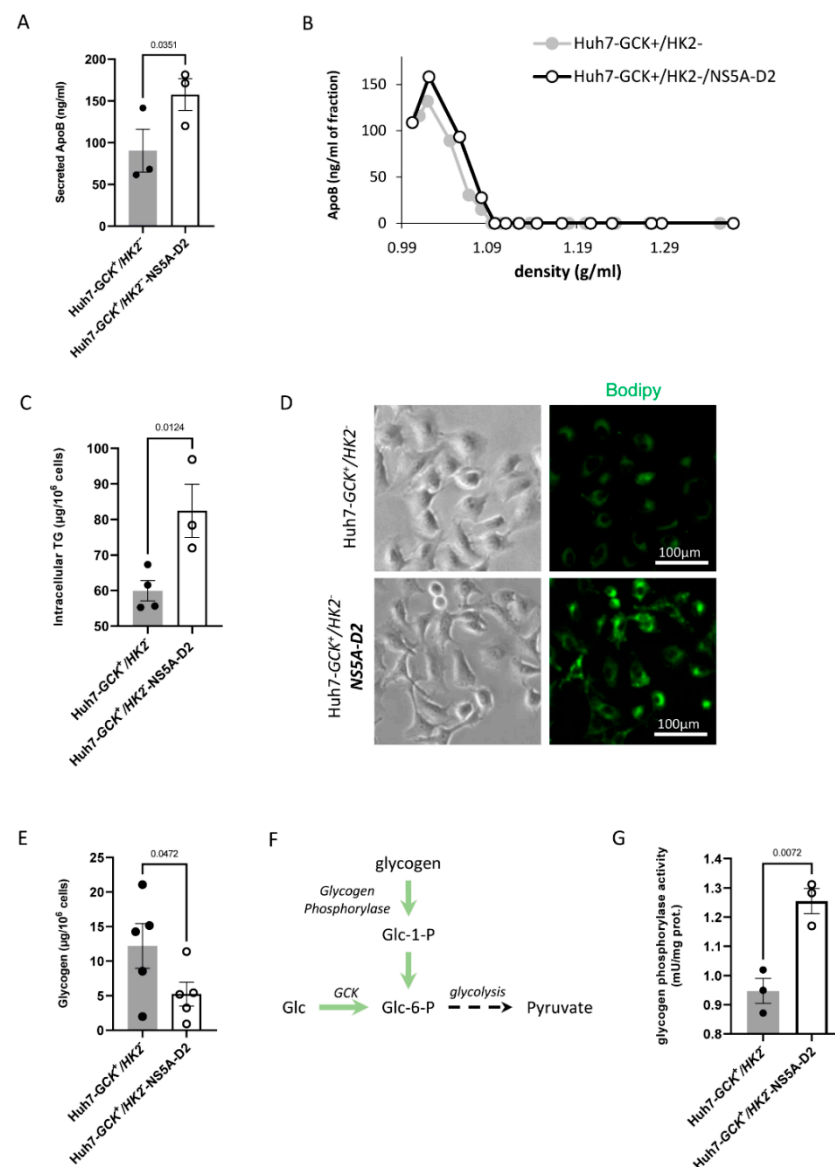 A
0.0351
Secreted ApoB (ng/ml)
200
150
100
50
0
Huh7-GCK⁺/HK2⁻
Huh7-GCK⁺/HK2⁻-NS5A-D2
B
Huh7-GCK+/HK2-
Huh7-GCK+/HK2-/NS5A-D2
ApoB (ng/ml of fraction)
150
100
50
0
0.99 1.09 1.19 1.29
density (g/ml)
C
0.0124
Intracellular TG (µg/10⁶ cells)
100
90
80
70
60
50
Huh7-GCK⁺/HK2⁻
Huh7-GCK⁺/HK2⁻-NS5A-D2
D
Bodipy
Huh7-GCK⁺/HK2⁻
100µm
Huh7-GCK⁺/HK2⁻
NS5A-D2
100µm
E
0.0472
Glycogen (µg/10⁶ cells)
25
20
15
10
5
0
Huh7-GCK⁺/HK2⁻
Huh7-GCK⁺/HK2⁻-NS5A-D2
F
glycogen
Glycogen
Phosphorylase
Glc-1-P
Glc GCK Glc-6-P glycolysis Pyruvate
G
0.0072
glycogen phosphorylase activity
(mU/mg prot.)
1.4
1.3
1.2
1.1
1.0
0.9
0.8
Huh7-GCK⁺/HK2⁻
Huh7-GCK⁺/HK2⁻-NS5A-D2